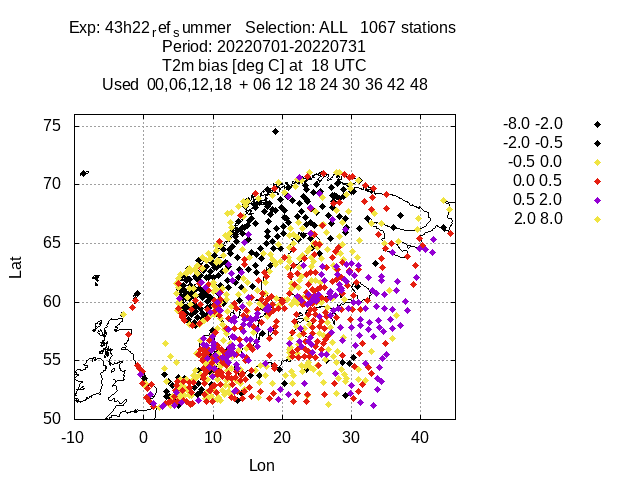 Exp: 43h22refsummer Selection: ALL 1067 stations
Period: 20220701-20220731
T2m bias [deg C] at 18 UTC
Used 00,06,12,18 + 06 12 18 24 30 36 42 48
-8.0 -2.0
-2.0 -0.5
-0.5 0.0
0.0 0.5
0.5 2.0
2.0 8.0
75
70
65
60
55
50
Lat
-10 0 10 20 30 40
Lon